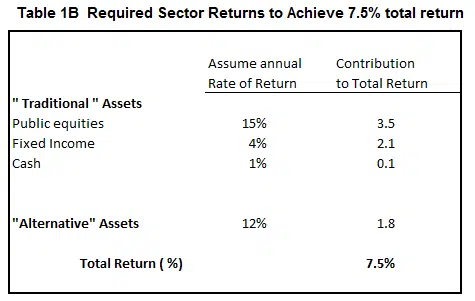 Table 1B Required Sector Returns to Achieve 7.5% total return
Assume annual Contribution
Rate of Return to Total Return
" Traditional " Assets
Public equities 15% 3.5
Fixed Income 4% 2.1
Cash 1% 0.1
"Alternative" Assets 12% 1.8
Total Return ( %) 7.5%